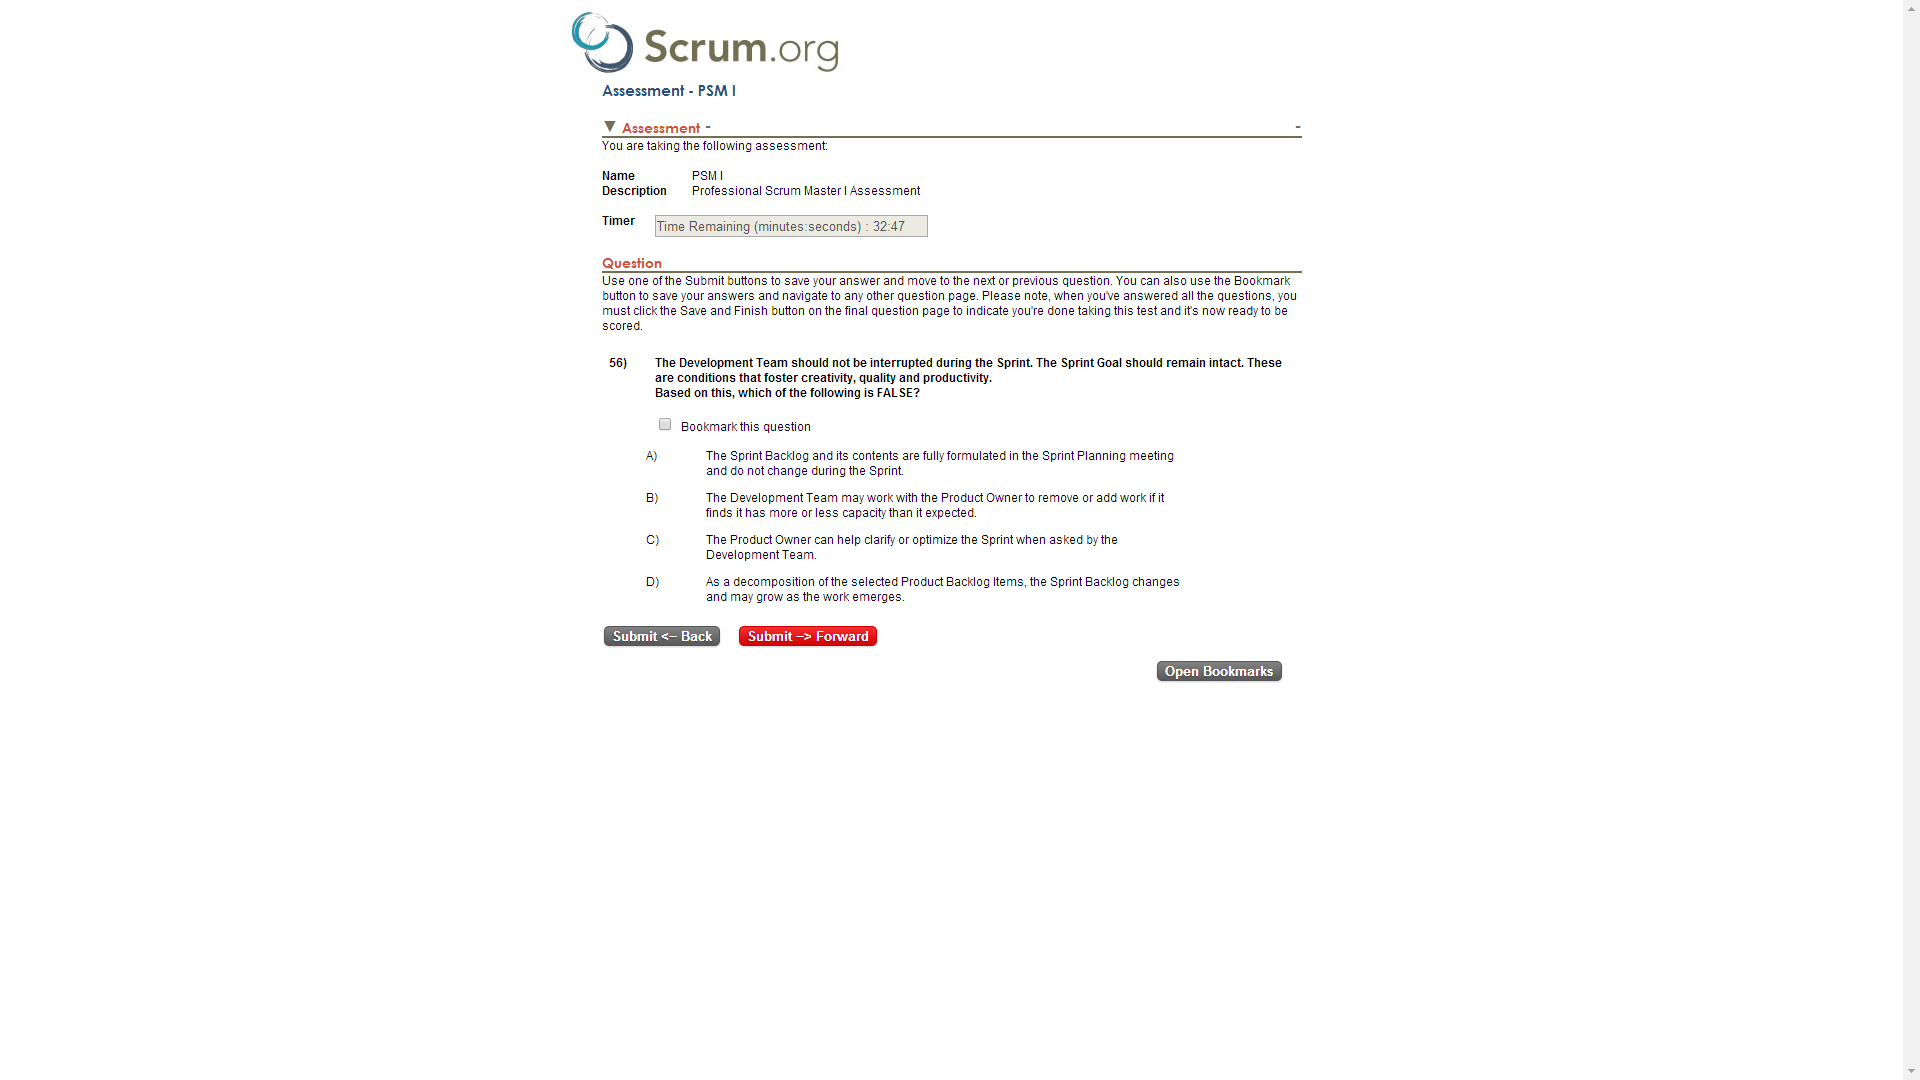 Scrum.org
Assessment - PSM I
▼ Assessment - -
You are taking the following assessment:
Name PSM I
Description Professional Scrum Master I Assessment
Timer Time Remaining (minutes:seconds) : 32:47
Question
Use one of the Submit buttons to save your answer and move to the next or previous question. You can also use the Bookmark
button to save your answers and navigate to any other question page. Please note, when you've answered all the questions, you
must click the Save and Finish button on the final question page to indicate you're done taking this test and it's now ready to be
scored.
56) The Development Team should not be interrupted during the Sprint. The Sprint Goal should remain intact. These
are conditions that foster creativity, quality and productivity.
Based on this, which of the following is FALSE?
Bookmark this question
A) The Sprint Backlog and its contents are fully formulated in the Sprint Planning meeting
and do not change during the Sprint.
B) The Development Team may work with the Product Owner to remove or add work if it
finds it has more or less capacity than it expected.
C) The Product Owner can help clarify or optimize the Sprint when asked by the
Development Team.
D) As a decomposition of the selected Product Backlog Items, the Sprint Backlog changes
and may grow as the work emerges.
Submit <-- Back Submit --> Forward
Open Bookmarks